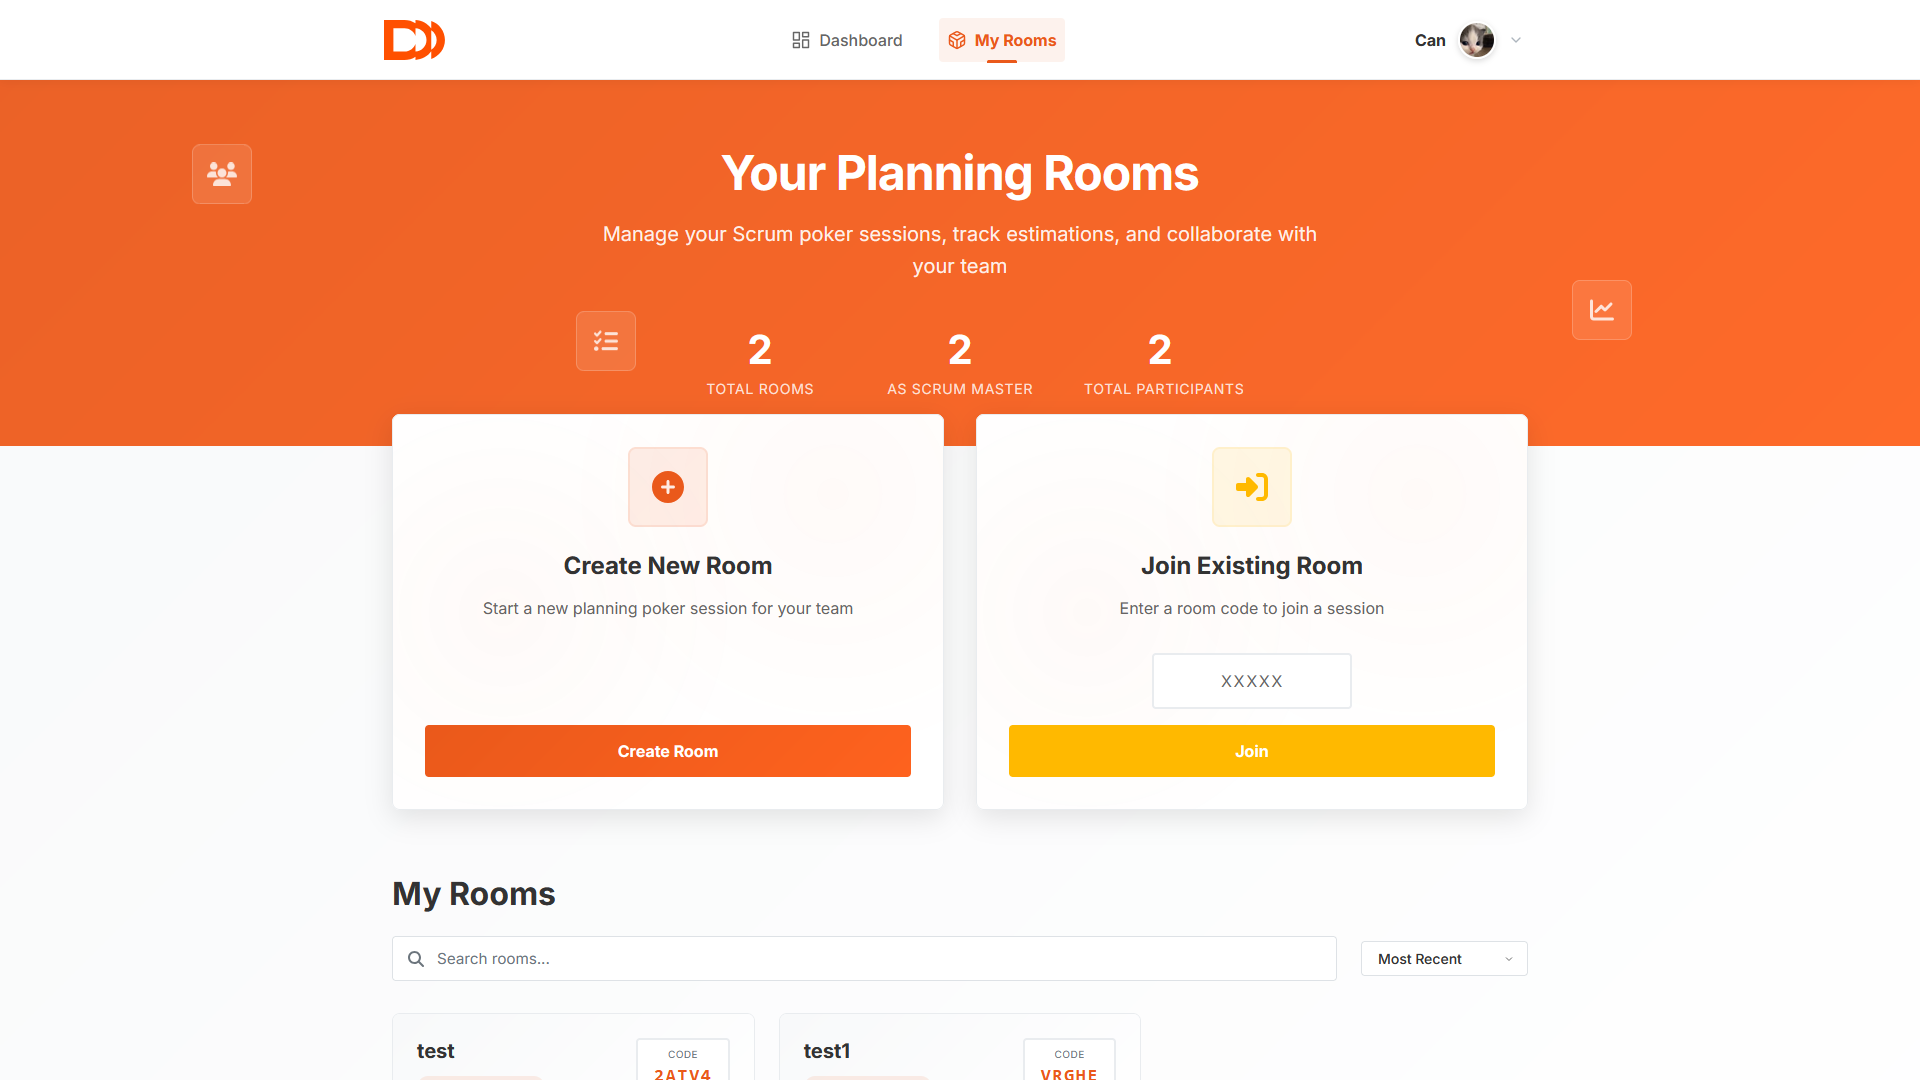 Dashboard
My Rooms
Can
Your Planning Rooms
Manage your Scrum poker sessions, track estimations, and collaborate with
your team
2
TOTAL ROOMS
2
AS SCRUM MASTER
2
TOTAL PARTICIPANTS
Create New Room
Start a new planning poker session for your team
Create Room
Join Existing Room
Enter a room code to join a session
XXXXX
Join
My Rooms
Search rooms...
Most Recent
test
CODE
2ATV4
test1
CODE
VRGHE